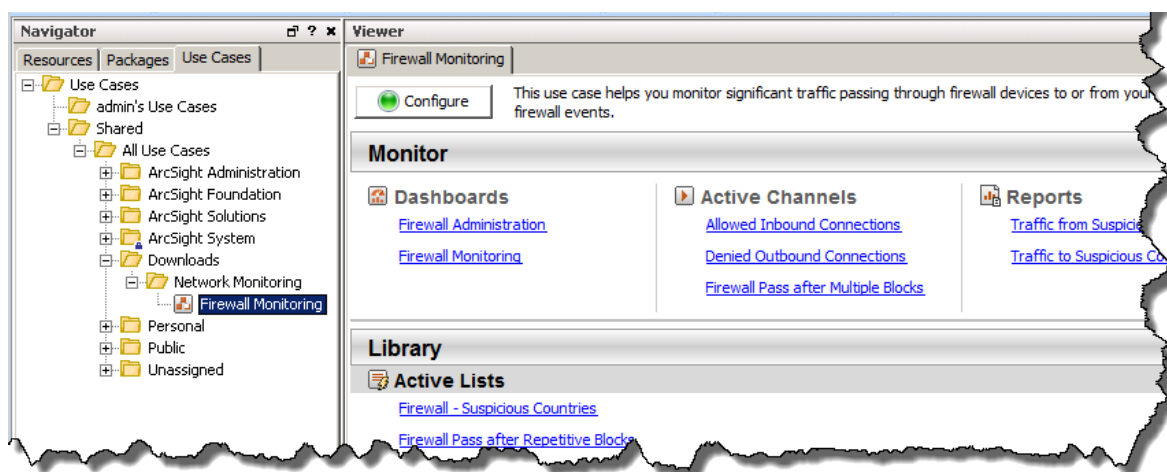 Navigator
Resources Packages Use Cases
Use Cases
admin's Use Cases
Shared
All Use Cases
ArcSight Administration
ArcSight Foundation
ArcSight Solutions
ArcSight System
Downloads
Network Monitoring
Firewall Monitoring
Personal
Public
Unassigned
Viewer
Firewall Monitoring
Configure
This use case helps you monitor significant traffic passing through firewall devices to or from your
firewall events.
Monitor
Dashboards
Firewall Administration
Firewall Monitoring
Active Channels
Allowed Inbound Connections
Denied Outbound Connections
Firewall Pass after Multiple Blocks
Reports
Traffic from
Traffic to Suspicious
Library
Active Lists
Firewall - Suspicious Countries
Firewall Pass after Repetitive Blocks